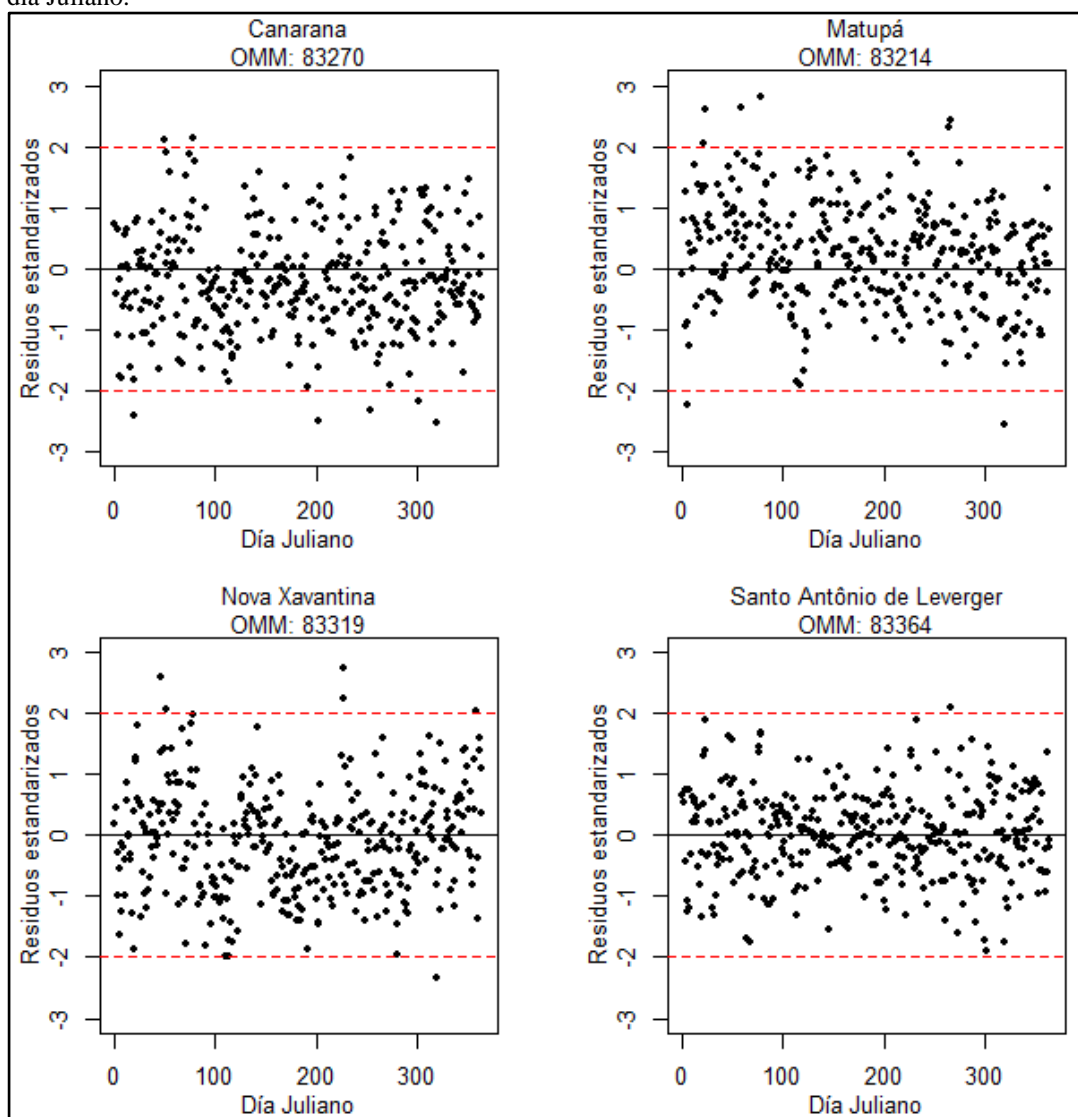 día Juliano.
Canarana
OMM: 83270
Residuos estandarizados
3
2
1
0
-1
-2
-3
0 100 200 300
Día Juliano
Matupá
OMM: 83214
Residuos estandarizados
3
2
1
0
-1
-2
-3
0 100 200 300
Día Juliano
Nova Xavantina
OMM: 83319
Residuos estandarizados
3
2
1
0
-1
-2
-3
0 100 200 300
Día Juliano
Santo Antônio de Leverger
OMM: 83364
Residuos estandarizados
3
2
1
0
-1
-2
-3
0 100 200 300
Día Juliano